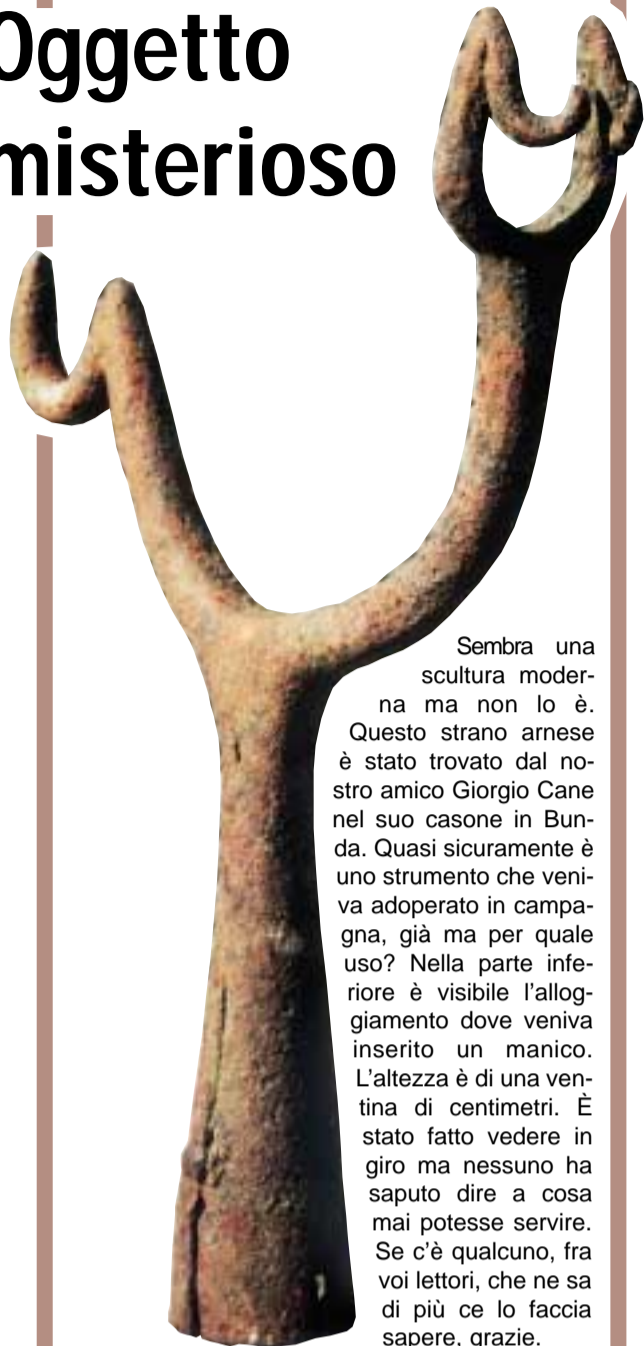 Oggetto
misterioso
Sembra una
scultura moder-
na ma non lo è.
Questo strano arnese
è stato trovato dal no-
stro amico Giorgio Cane
nel suo casone in Bun-
da. Quasi sicuramente è
uno strumento che veni-
va adoperato in campa-
gna, già ma per quale
uso? Nella parte infe-
riore è visibile l’allog-
giamento dove veniva
inserito un manico.
L’altezza è di una ven-
tina di centimetri. È
stato fatto vedere in
giro ma nessuno ha
saputo dire a cosa
mai potesse servire.
Se c’è qualcuno, fra
voi lettori, che ne sa
di più ce lo faccia
sapere, grazie.